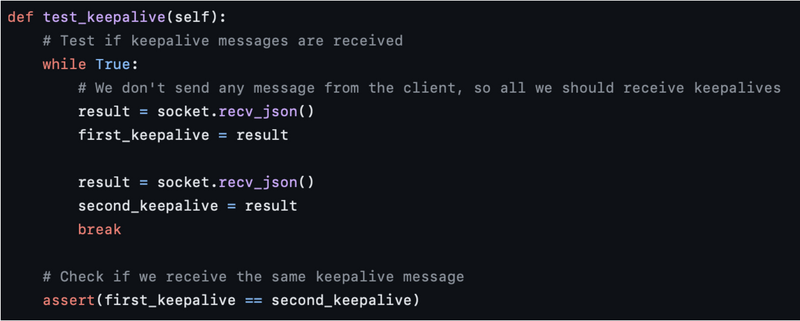 def test_keepalive(self):
    # Test if keepalive messages are received
    while True:
        # We don't send any message from the client, so all we should receive keepalives
        result = socket.recv_json()
        first_keepalive = result

        result = socket.recv_json()
        second_keepalive = result
        break

    # Check if we receive the same keepalive message
    assert(first_keepalive == second_keepalive)